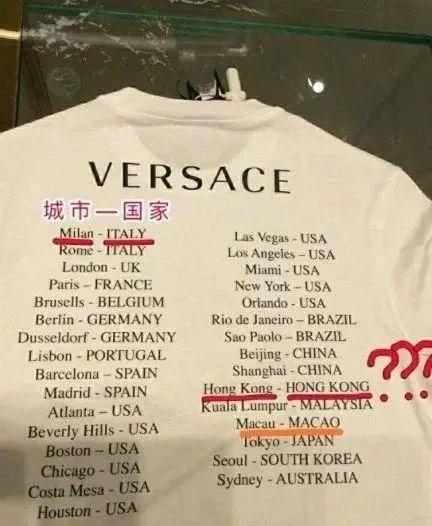 VERSACE
城市—国家
Milan - ITALY
Rome - ITALY
London - UK
Paris – FRANCE
Brusells - BELGIUM
Berlin - GERMANY
Dusseldorf - GERMANY
Lisbon - PORTUGAL
Barcelona – SPAIN
Madrid - SPAIN
Atlanta – USA
Beverly Hills - USA
Boston – USA
Chicago - USA
Costa Mesa - USA
Houston - USA
Las Vegas - USA
Los Angeles – USA
Miami - USA
New York – USA
Orlando - USA
Rio de Janeiro – BRAZIL
Sao Paolo – BRAZIL
Beijing - CHINA
Shanghai - CHINA
Hong Kong - HONG KONG
???...
Kuala Lumpur - MALAYSIA
Macau - MACAO
Tokyo - JAPAN
Seoul - SOUTH KOREA
Sydney - AUSTRALIA